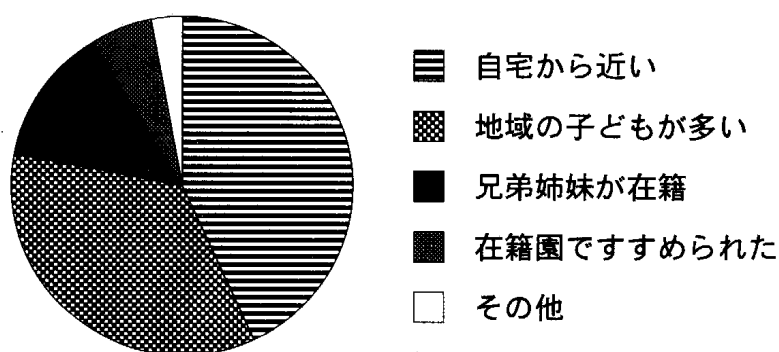 自宅から近い
地域の子どもが多い
兄弟姉妹が在籍
在籍園ですすめられた
その他